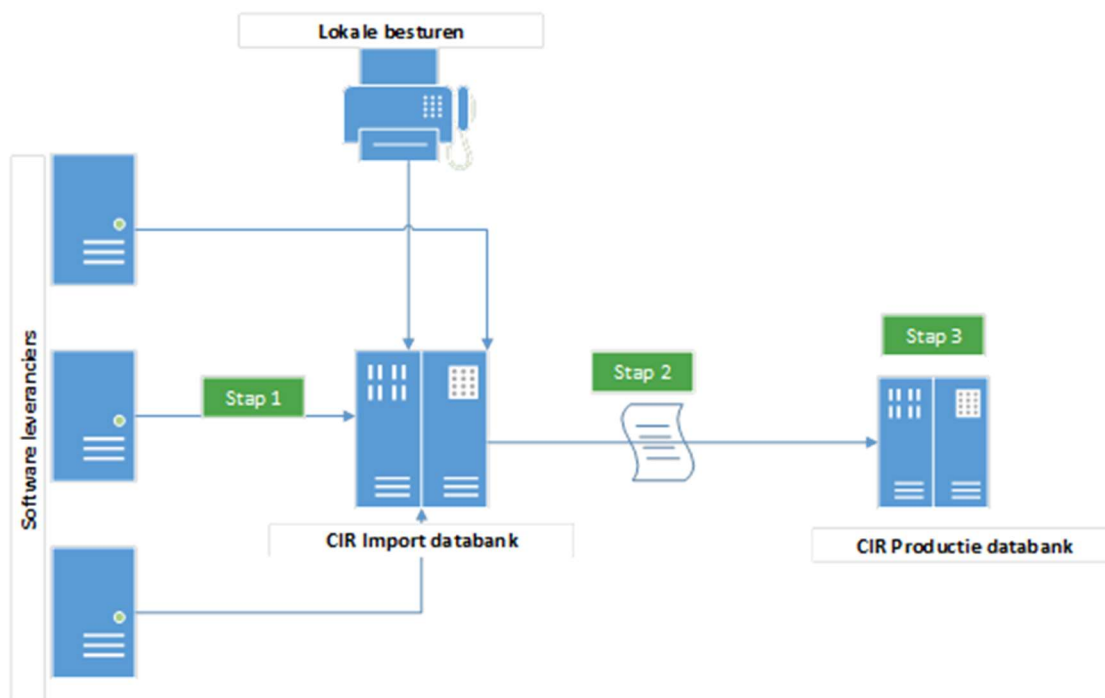 Lokale besturen
Software leveranciers
Stap 1
Stap 2
Stap 3
CIR Import databank
CIR Productie databank